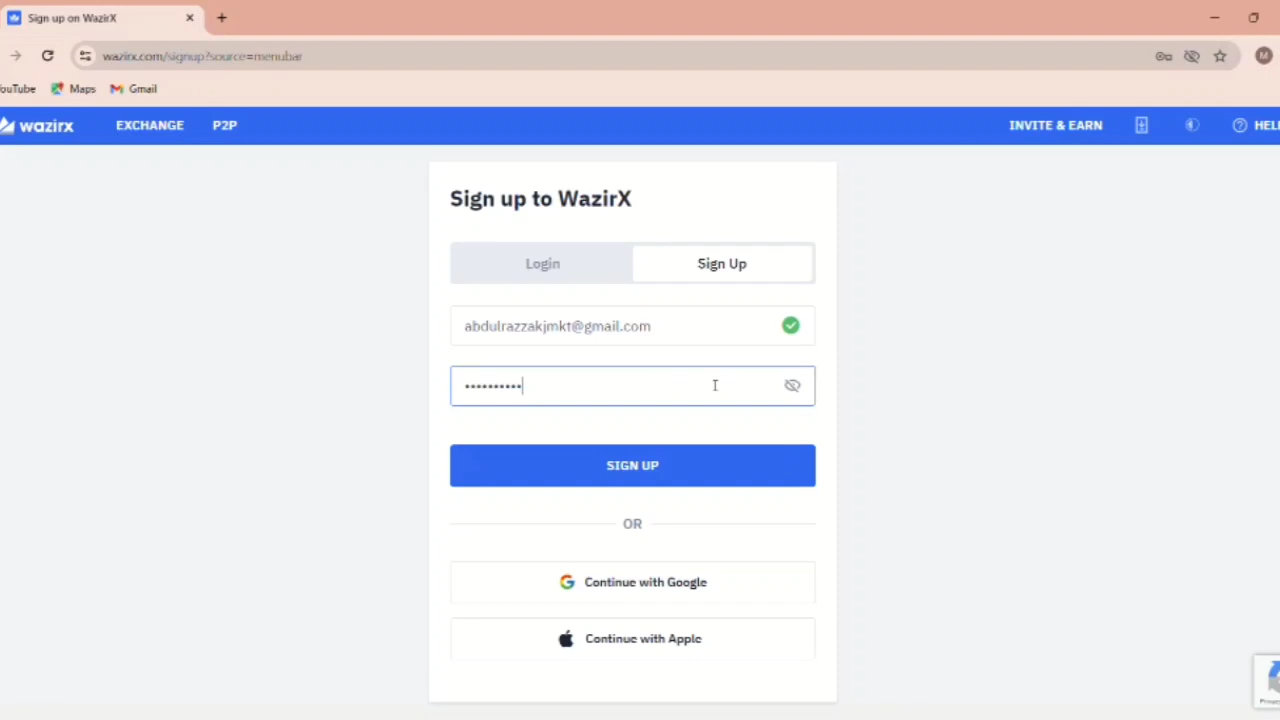 Sign up on WazirX
wazirx.com/signup?source=menubar
ouTube Maps Gmail
wazirx EXCHANGE P2P INVITE & EARN HEL
Sign up to WazirX
Login Sign Up
abdulrazzakjmkt@gmail.com
••••••••••
SIGN UP
OR
Continue with Google
Continue with Apple